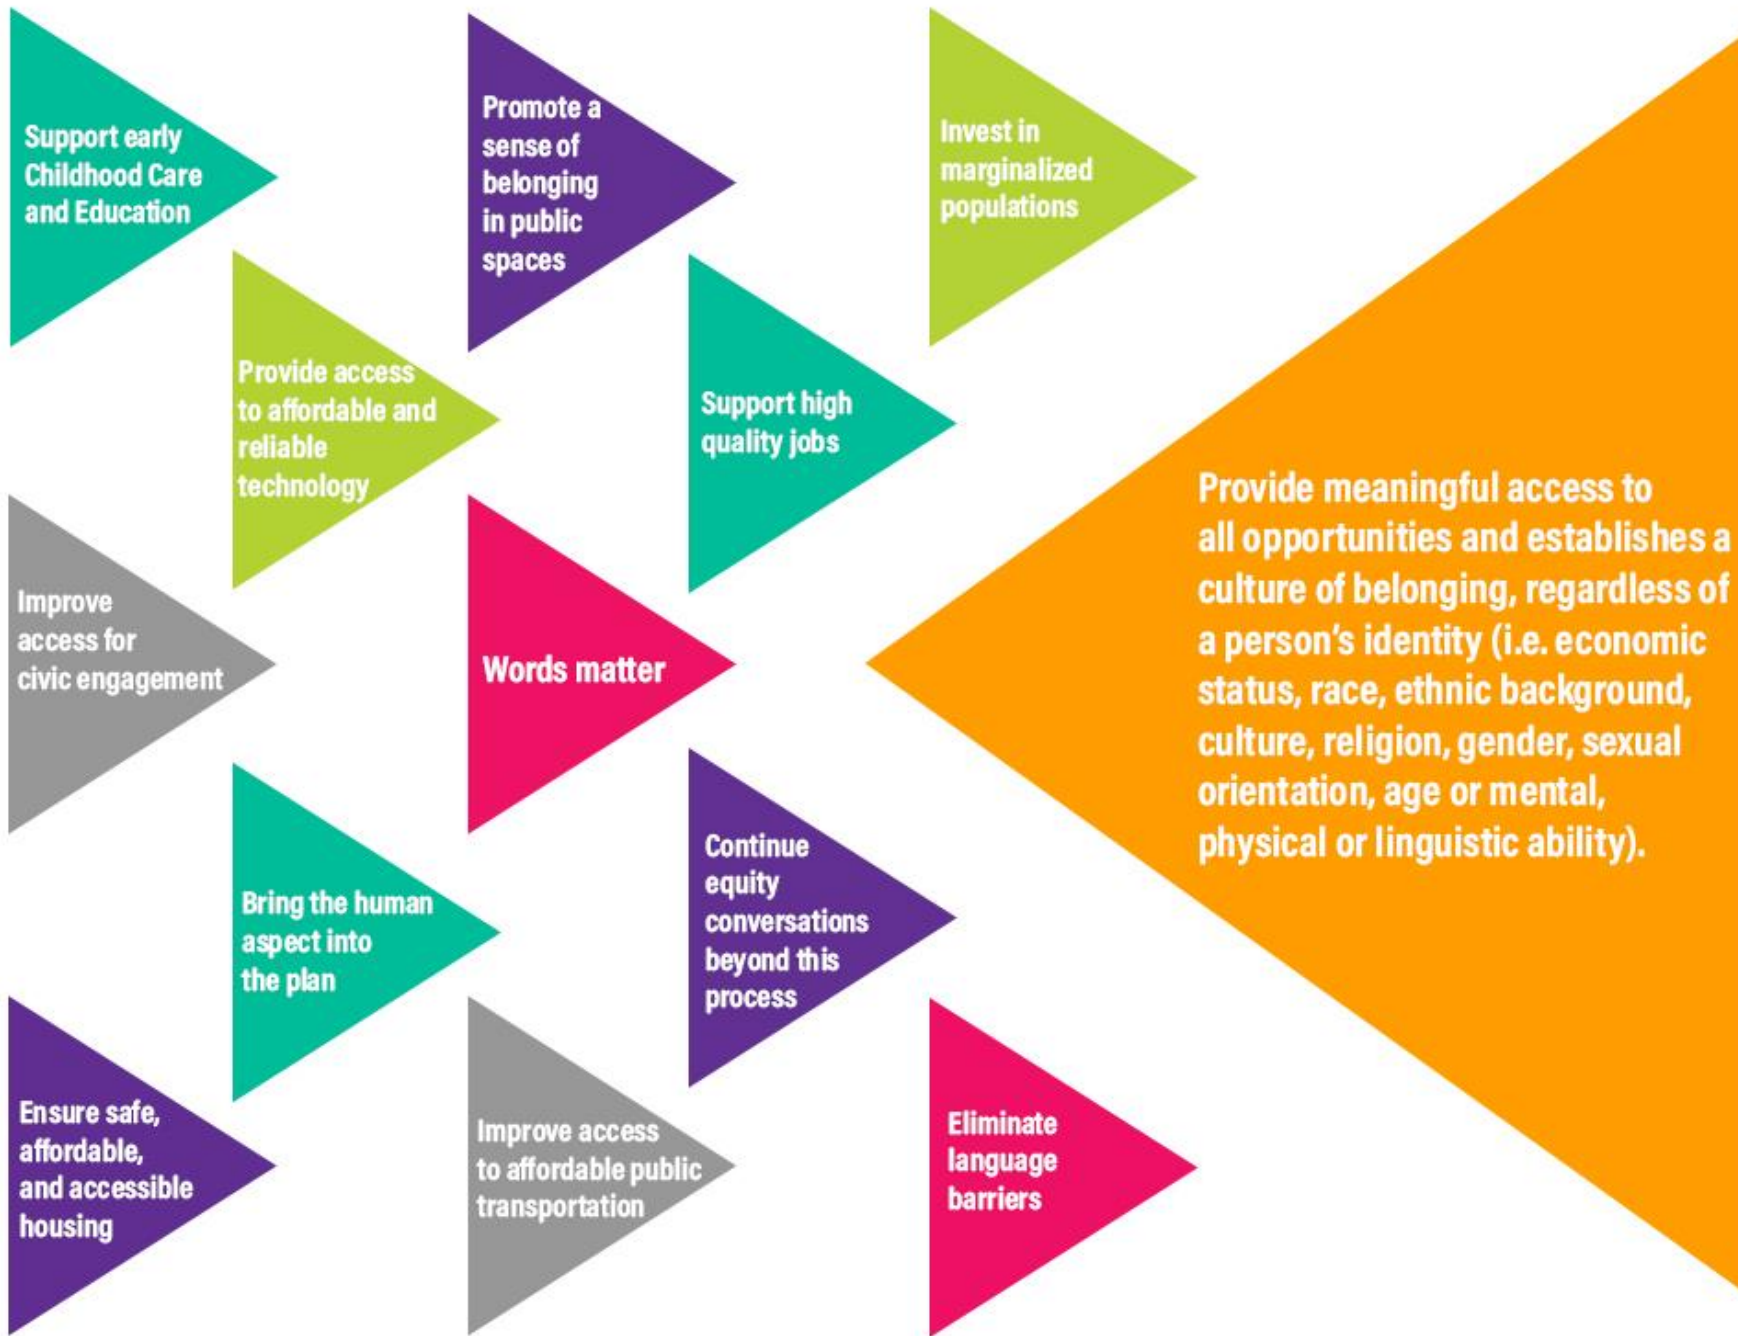 Support early
Childhood Care
and Education
Promote a
sense of
belonging
in public
spaces
Invest in
marginalized
populations
Provide access
to affordable and
reliable
technology
Support high
quality jobs
Improve
access for
civic engagement
Words matter
Provide meaningful access to
all opportunities and establishes a
culture of belonging, regardless of
a person's identity (i.e. economic
status, race, ethnic background,
culture, religion, gender, sexual
orientation, age or mental,
physical or linguistic ability).
Bring the human
aspect into
the plan
Continue
equity
conversations
beyond this
process
Ensure safe,
affordable,
and accessible
housing
Improve access
to affordable public
transportation
Eliminate
language
barriers